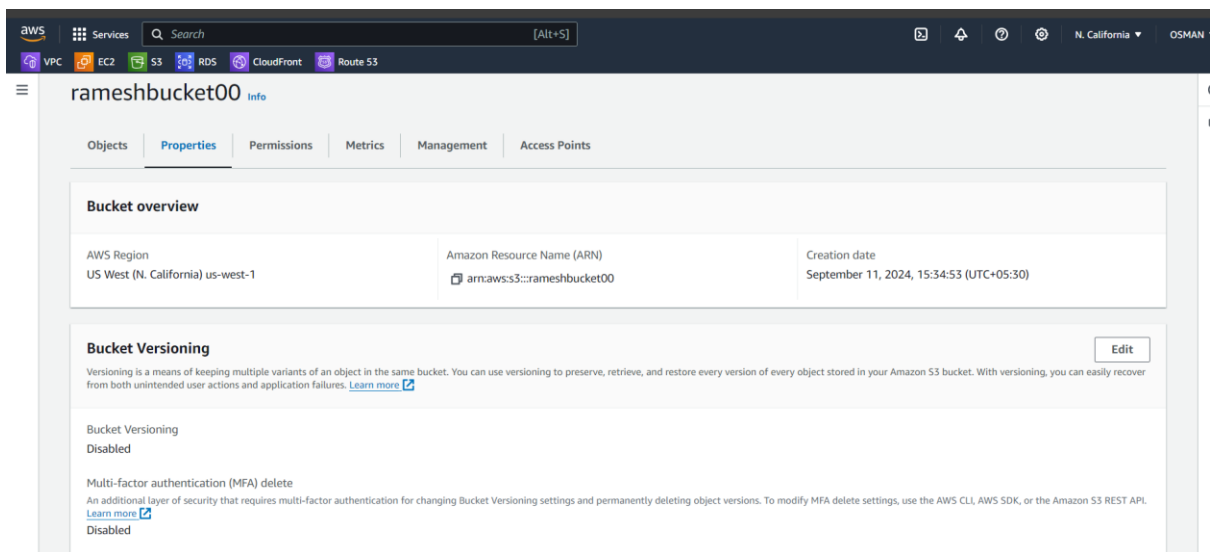 aws Services Search [Alt+S] N. California ▼ OSMAN
VPC EC2 S3 RDS CloudFront Route 53
rameshbucket00 Info
Objects Properties Permissions Metrics Management Access Points
Bucket overview
AWS Region Amazon Resource Name (ARN) Creation date
US West (N. California) us-west-1 arn:aws:s3:::rameshbucket00 September 11, 2024, 15:34:53 (UTC+05:30)
Bucket Versioning Edit
Versioning is a means of keeping multiple variants of an object in the same bucket. You can use versioning to preserve, retrieve, and restore every version of every object stored in your Amazon S3 bucket. With versioning, you can easily recover
from both unintended user actions and application failures. Learn more
Bucket Versioning
Disabled
Multi-factor authentication (MFA) delete
An additional layer of security that requires multi-factor authentication for changing Bucket Versioning settings and permanently deleting object versions. To modify MFA delete settings, use the AWS CLI, AWS SDK, or the Amazon S3 REST API.
Learn more
Disabled